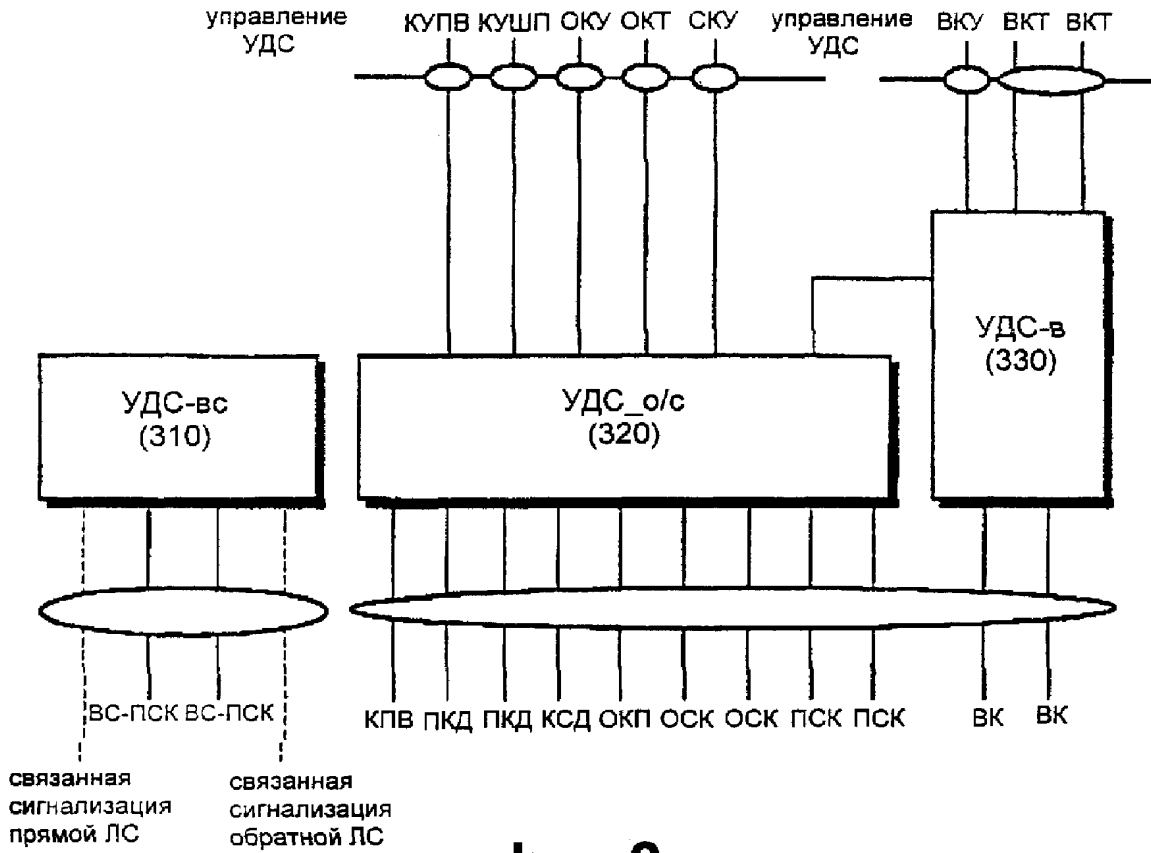 управление
УДС
КУПВ КУШП ОКУ ОКТ СКУ
управление
УДС
ВКУ ВКТ ВКТ
УДС-вс
(310)
УДС_о/с
(320)
УДС-в
(330)
ВС-ПСК ВС-ПСК
КПВ ПКД ПКД КСД ОКП ОСК ОСК ПСК ПСК ВК ВК
связанная
сигнализация
прямой ЛС
связанная
сигнализация
обратной ЛС